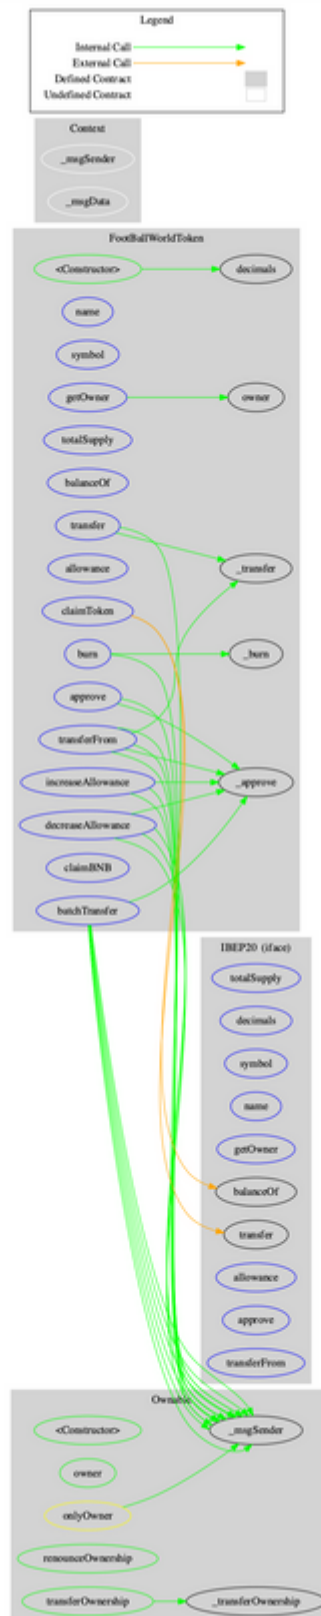 Legend
Internal Call
External Call
Defined Contract
Undefined Contract
Context
_msgSender
_msgData
FootBallWorldToken
<Constructor>
decimals
name
symbol
getOwner
owner
totalSupply
balanceOf
transfer
allowance
_transfer
claimToken
burn
_burn
approve
transferFrom
increaseAllowance
_approve
decreaseAllowance
claimBNB
batchTransfer
IBEP20 (iface)
totalSupply
decimals
symbol
name
getOwner
balanceOf
transfer
allowance
approve
transferFrom
Ownable
<Constructor>
_msgSender
owner
onlyOwner
renounceOwnership
transferOwnership
_transferOwnership